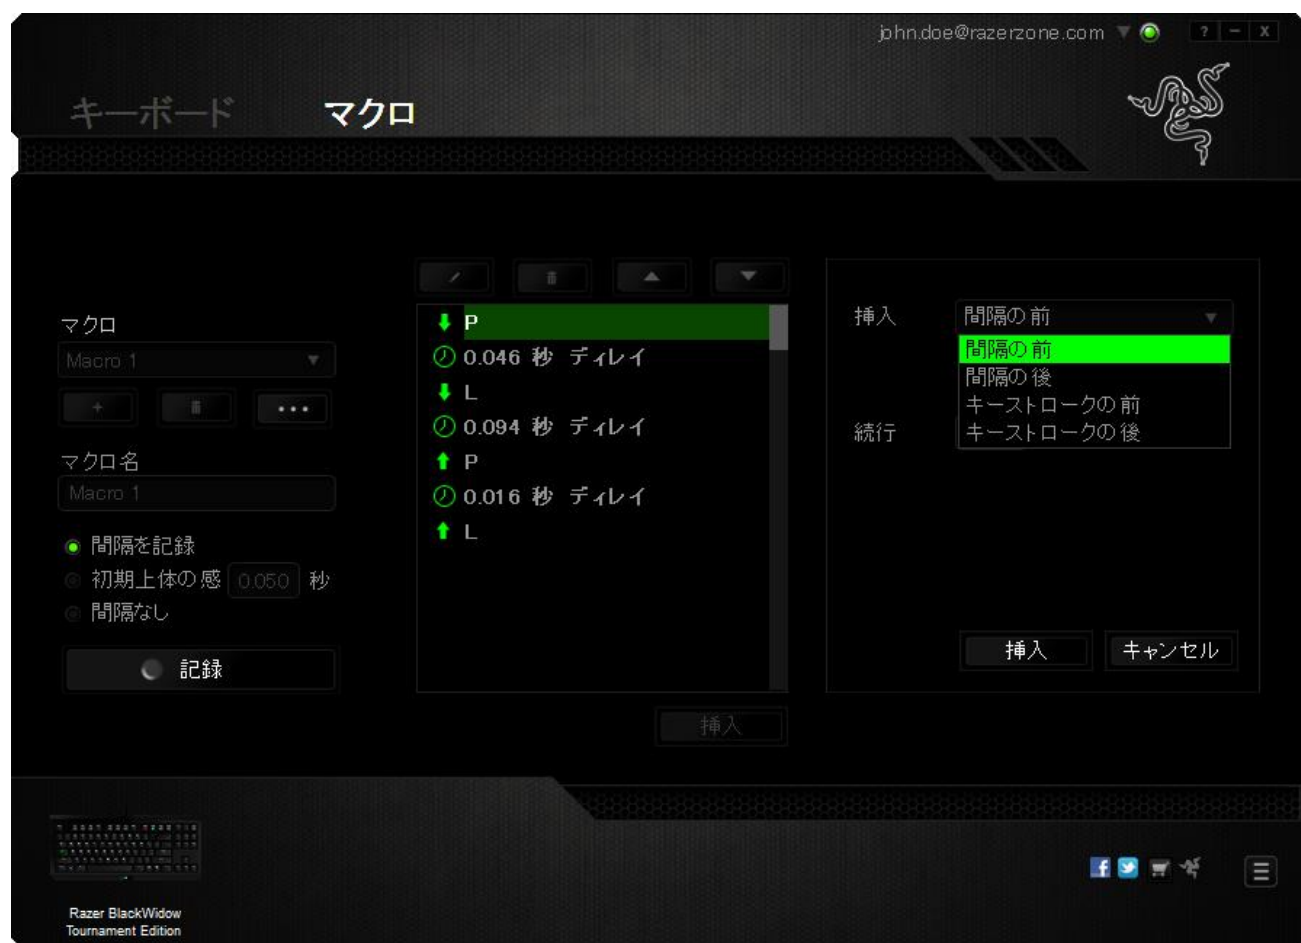 john.doe@razerzone.com
? − X
キーボード マクロ
マクロ
Macro 1
マクロ名
Macro 1
間隔を記録
初期上体の感 0.050 秒
間隔なし
記録
P
0.046 秒 ディレイ
L
0.094 秒 ディレイ
P
0.016 秒 ディレイ
L
挿入
挿入 間隔の前
間隔の前
間隔の後
キーストロークの前
キーストロークの後
続行
挿入 キャンセル
Razer BlackWidow
Tournament Edition